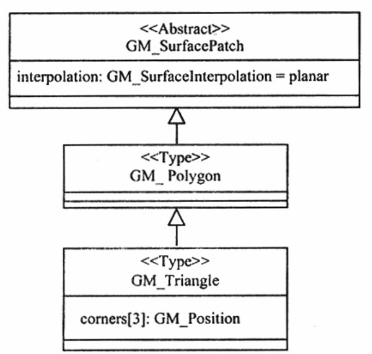 <<Abstract>>
GM_SurfacePatch
interpolation: GM_SurfaceInterpolation = planar
<<Type>>
GM_ Polygon
<<Type>>
GM_Triangle
corners[3]: GM_Position